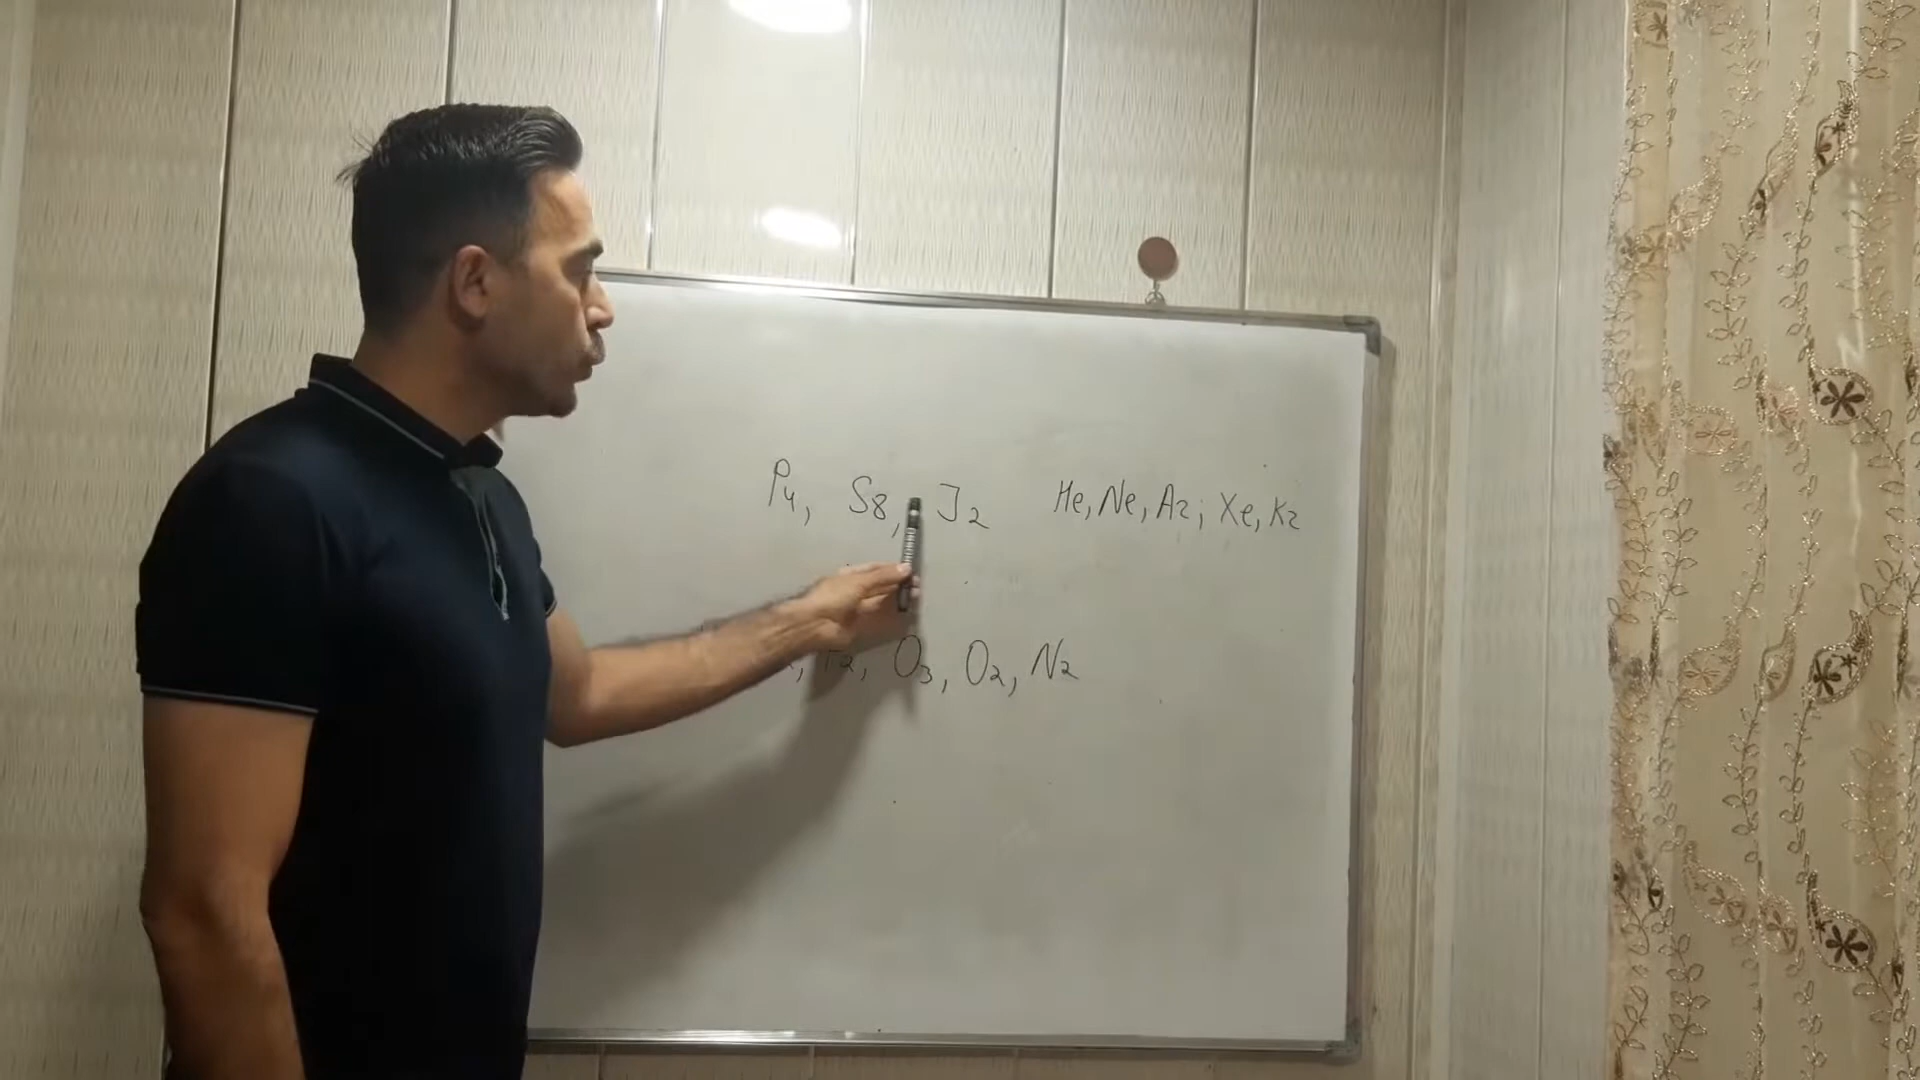 P4, S8, J2 He, Ne, Ar; Xe, Kr
O3, O2, N2